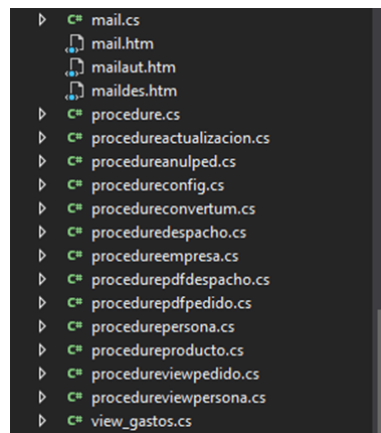 C# mail.cs
mail.htm
mailaut.htm
maildes.htm
C# procedure.cs
C# procedureactualizacion.cs
C# procedureanulped.cs
C# procedureconfig.cs
C# procedureconvertum.cs
C# proceduredespacho.cs
C# procedureempresa.cs
C# procedurepdfdespacho.cs
C# procedurepdfpedido.cs
C# procedurepersona.cs
C# procedureproducto.cs
C# procedureviewpedido.cs
C# procedureviewpersona.cs
C# view_gastos.cs